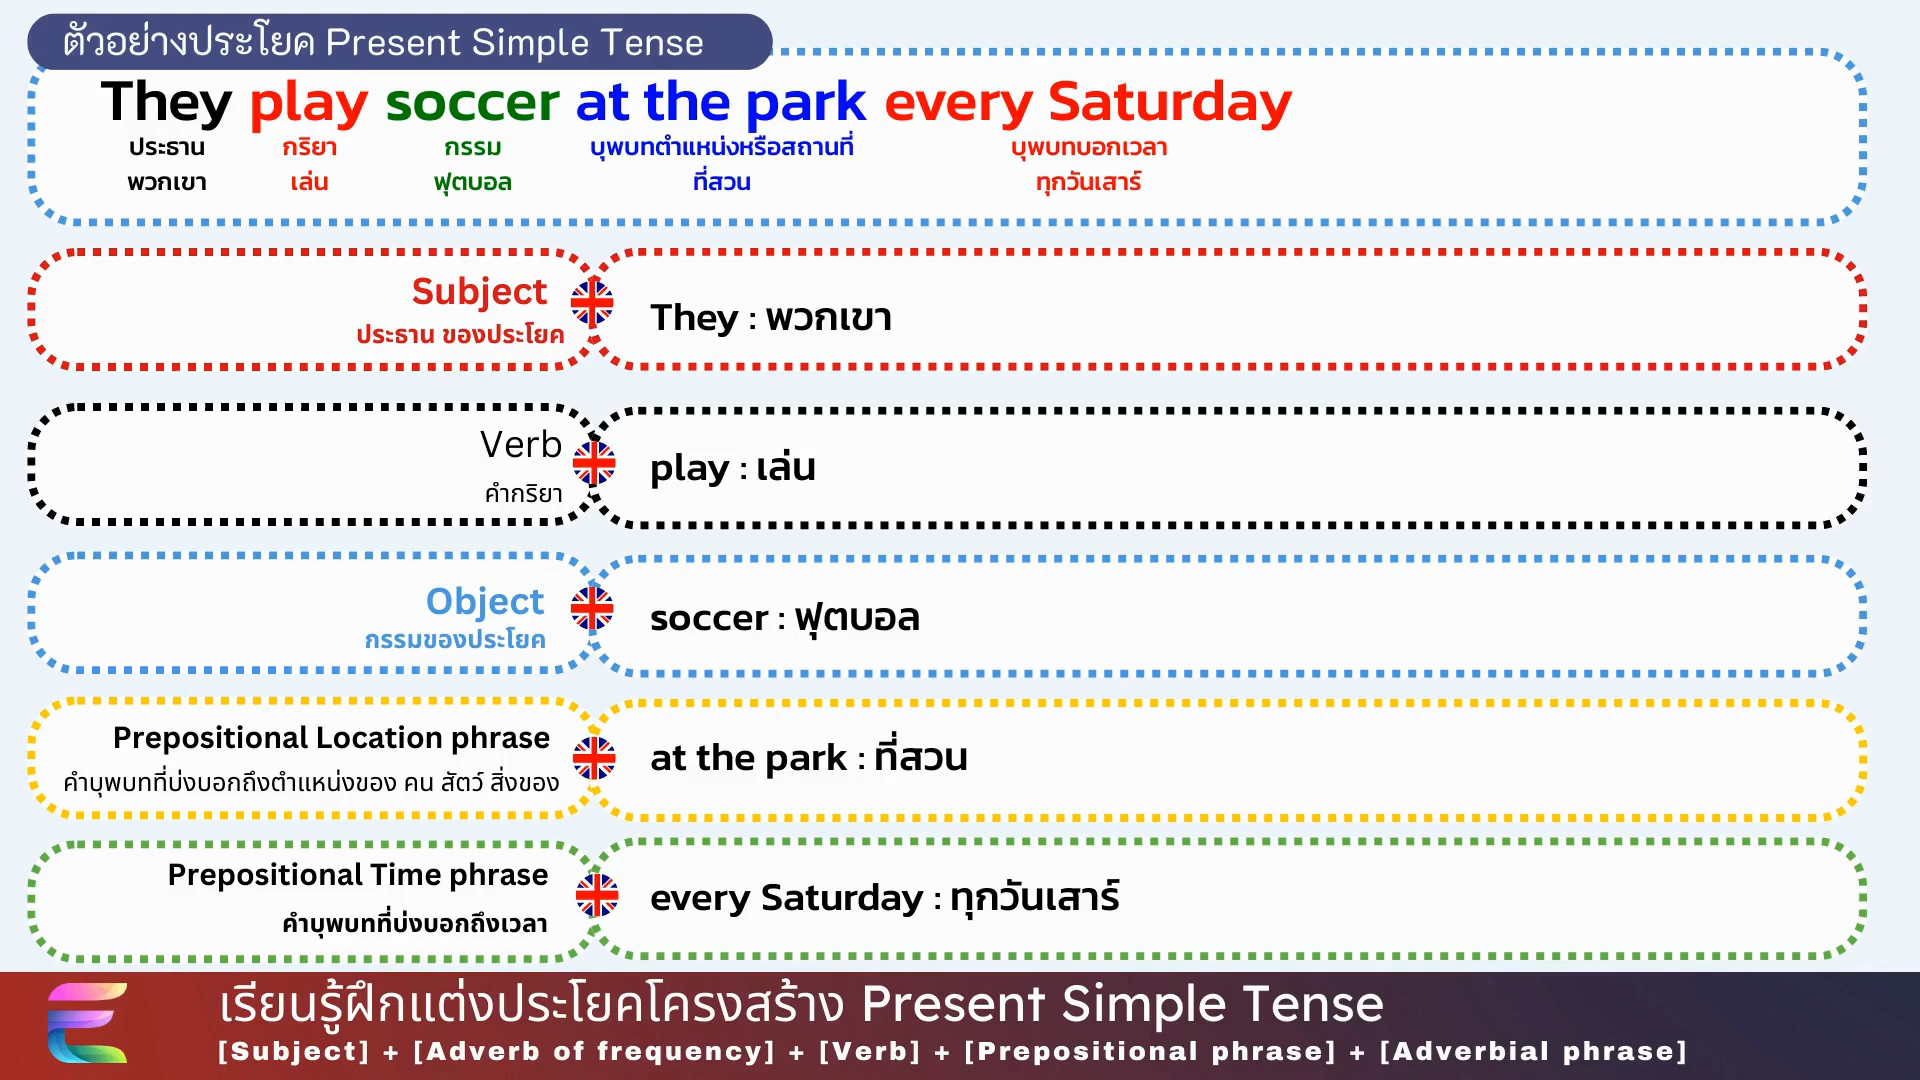 ตัวอย่างประโยค Present Simple Tense
They play soccer at the park every Saturday
ประธาน กริยา กรรม บุพบทตำแหน่งหรือสถานที่ บุพบทบอกเวลา
พวกเขา เล่น ฟุตบอล ที่สวน ทุกวันเสาร์
Subject
ประธาน ของประโยค
They : พวกเขา
Verb
คำกริยา
play : เล่น
Object
กรรมของประโยค
soccer : ฟุตบอล
Prepositional Location phrase
คำบุพบทที่บ่งบอกถึงตำแหน่งของ คน สัตว์ สิ่งของ
at the park : ที่สวน
Prepositional Time phrase
คำบุพบทที่บ่งบอกถึงเวลา
every Saturday : ทุกวันเสาร์
เรียนรู้ฝึกแต่งประโยคโครงสร้าง Present Simple Tense
[Subject] + [Adverb of frequency] + [Verb] + [Prepositional phrase] + [Adverbial phrase]